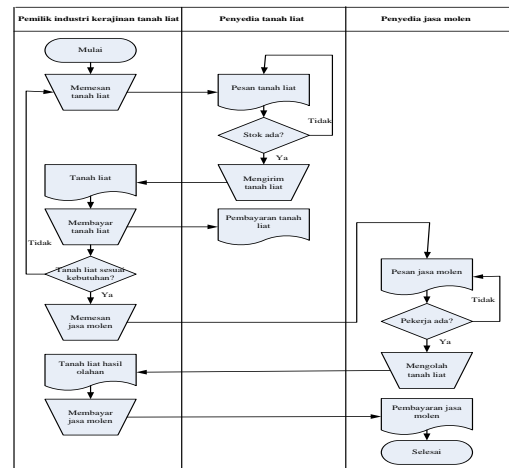 Pemilik industri kerajinan tanah liat
Penyedia tanah liat
Penyedia jasa molen
Mulai
Memesan
tanah liat
Pesan tanah liat
Tidak
Stok ada?
Ya
Tanah liat
Mengirim
tanah liat
Membayar
tanah liat
Pembayaran tanah
liat
Tidak
Tanah liat sesuai
kebutuhan?
Ya
Pesan jasa molen
Tidak
Memesan
jasa molen
Pekerja ada?
Ya
Tanah liat hasil
olahan
Mengolah
tanah liat
Membayar
jasa molen
Pembayaran jasa
molen
Selesai